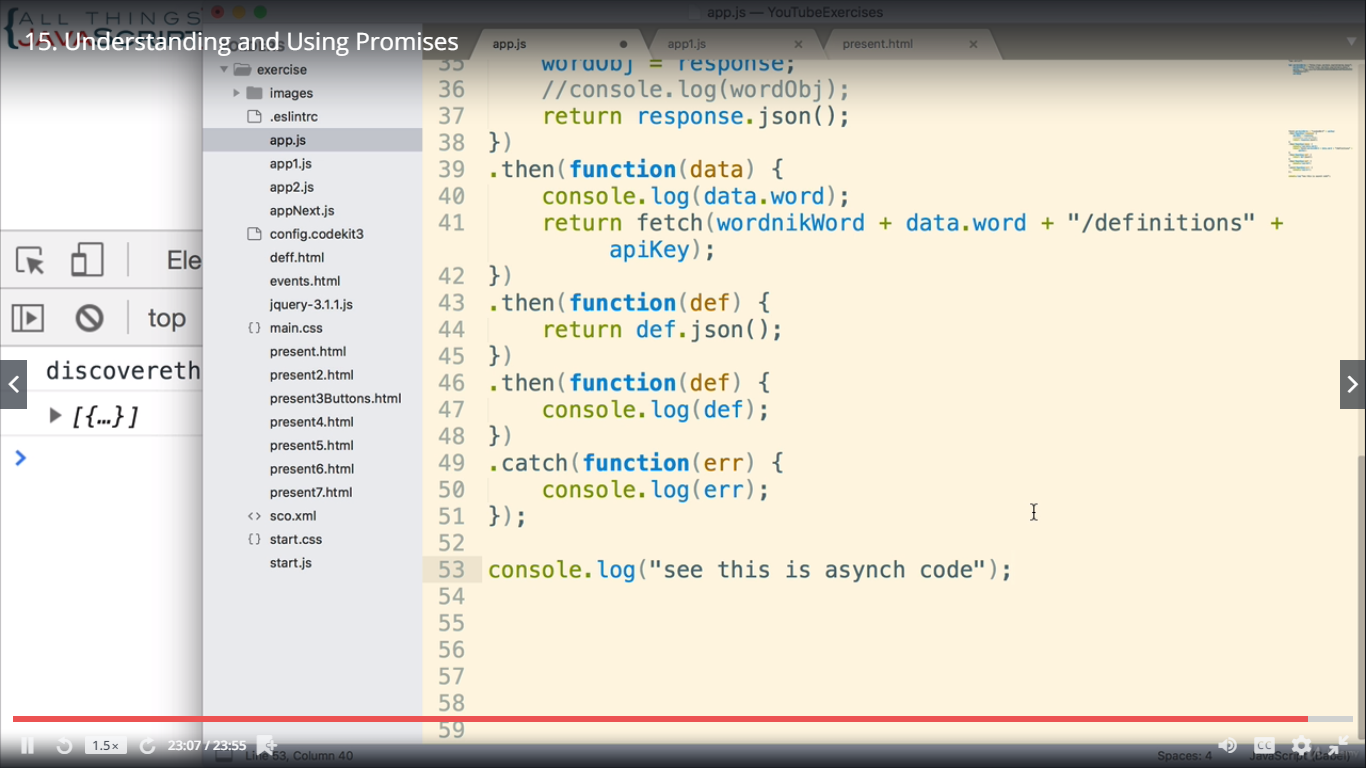 {ALL THINGS
JAVASCRIPT
15. Understanding and Using Promises
app.js — YouTubeExercises
app.js
app1.js
present.html
exercise
images
.eslintrc
app.js
app1.js
app2.js
appNext.js
config.codekit3
deff.html
events.html
jquery-3.1.1.js
{} main.css
present.html
present2.html
present3Buttons.html
present4.html
present5.html
present6.html
present7.html
<> sco.xml
{} start.css
start.js
Ele
top
discovereth
[{…}]
35 wordObj = response;
36 //console.log(wordObj);
37 return response.json();
38 })
39 .then(function(data) {
40 console.log(data.word);
41 return fetch(wordnikWord + data.word + "/definitions" +
apiKey);
42 })
43 .then(function(def) {
44 return def.json();
45 })
46 .then(function(def) {
47 console.log(def);
48 })
49 .catch(function(err) {
50 console.log(err);
51 });
52
53 console.log("see this is asynch code");
54
55
56
57
58
59
1.5×
23:07 / 23:55
CC
Line 53, Column 40
Spaces: 4
JavaScript (Babel)